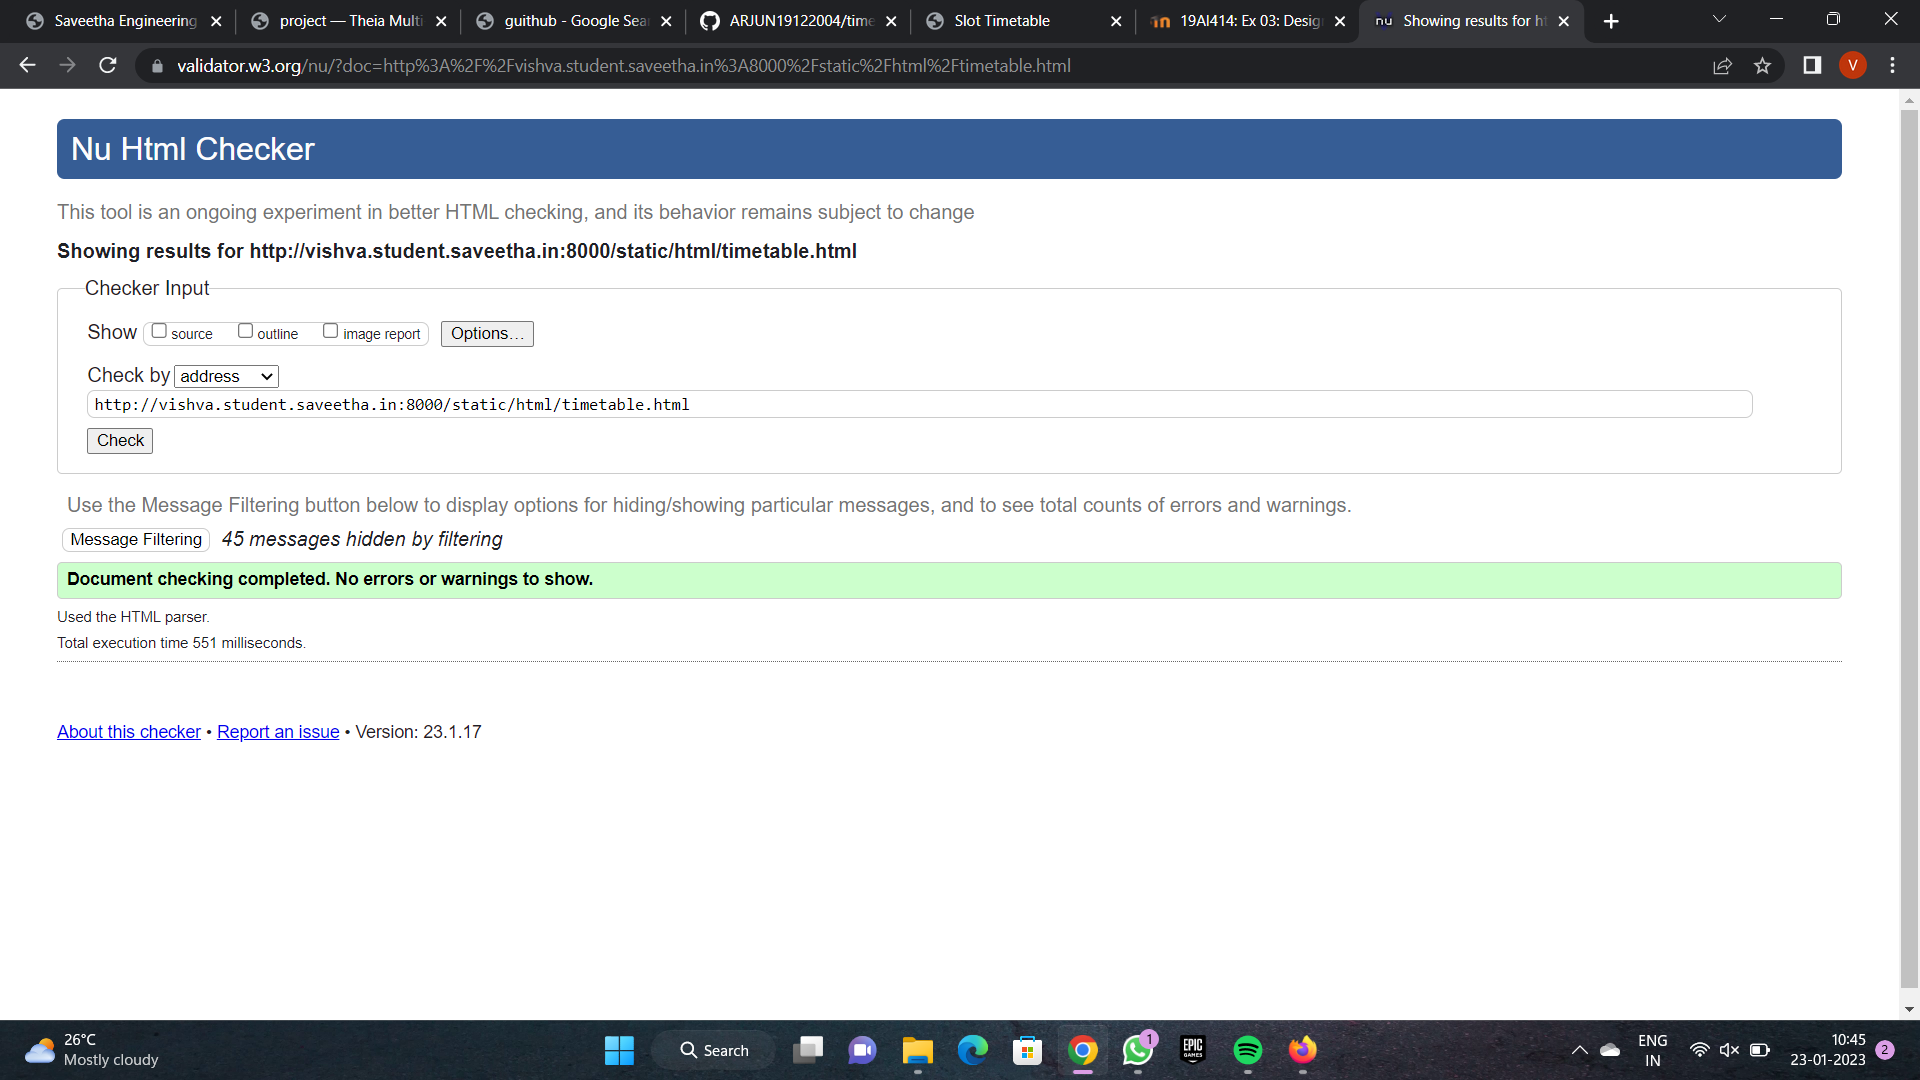 Saveetha Engineering
project — Theia Multi
guithub - Google Sea
ARJUN19122004/time
Slot Timetable
19AI414: Ex 03: Desig
nu Showing results for ht
validator.w3.org/nu/?doc=http%3A%2F%2Fvishva.student.saveetha.in%3A8000%2Fstatic%2Fhtml%2Ftimetable.html
V
Nu Html Checker
This tool is an ongoing experiment in better HTML checking, and its behavior remains subject to change
Showing results for http://vishva.student.saveetha.in:8000/static/html/timetable.html
Checker Input
Show source outline image report Options...
Check by address
http://vishva.student.saveetha.in:8000/static/html/timetable.html
Check
Use the Message Filtering button below to display options for hiding/showing particular messages, and to see total counts of errors and warnings.
Message Filtering 45 messages hidden by filtering
Document checking completed. No errors or warnings to show.
Used the HTML parser.
Total execution time 551 milliseconds.
About this checker • Report an issue • Version: 23.1.17
26°C
Mostly cloudy
Search
1
EPIC
GAMES
ENG
IN
10:45
23-01-2023
2